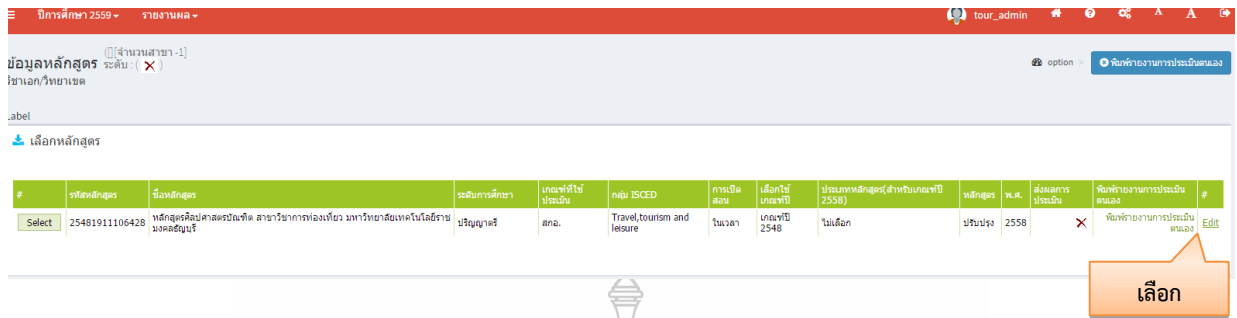 ปีการศึกษา 2559 รายงานผล tour_admin A A
([][จำนวนสาขา -1]
ข้อมูลหลักสูตร ระดับ : ( )
วิชาเอก/วิทยาเขต
option > พิมพ์รายงานการประเมินตนเอง
Label
เลือกหลักสูตร
# รหัสหลักสูตร ชื่อหลักสูตร ระดับการศึกษา เกณฑ์ที่ใช้ประเมิน กลุ่ม ISCED การเปิดสอน เลือกใช้เกณฑ์ปี ประเภทหลักสูตร(สำหรับเกณฑ์ปี 2558) หลักสูตร พ.ศ. ส่งผลการประเมิน พิมพ์รายงานการประเมินตนเอง #
Select 25481911106428 หลักสูตรศิลปศาสตรบัณฑิต สาขาวิชาการท่องเที่ยว มหาวิทยาลัยเทคโนโลยีราชมงคลธัญบุรี ปริญญาตรี สกอ. Travel,tourism and leisure ในเวลา เกณฑ์ปี 2548 ไม่เลือก ปรับปรุง 2558 พิมพ์รายงานการประเมินตนเอง Edit
เลือก